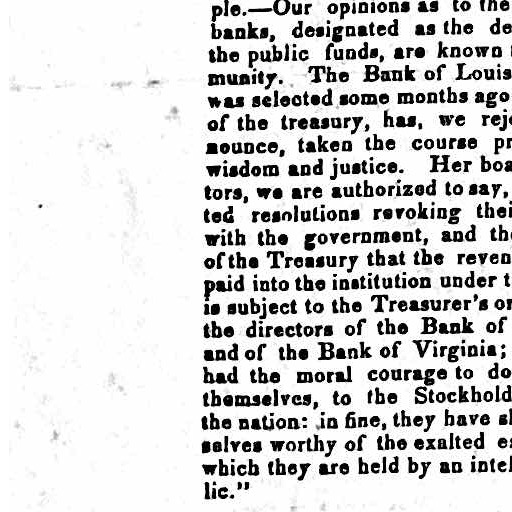 ple.—Our opinions as to the
banks, designated as the de
the public funds, are known
munity. The Bank of Louis
was selected some months ago
of the treasury, has, we rej
nounce, taken the course pr
wisdom and justice. Her boa
tors, we are authorized to say,
ted resolutions revoking thei
with the government, and the
of the Treasury that the reven
paid into the institution under t
is subject to the Treasurer's or
the directors of the Bank of
and of the Bank of Virginia;
had the moral courage to do
themselves, to the Stockhold
the nation: in fine, they have sh
selves worthy of the exalted es
which they are held by an intel
lic."